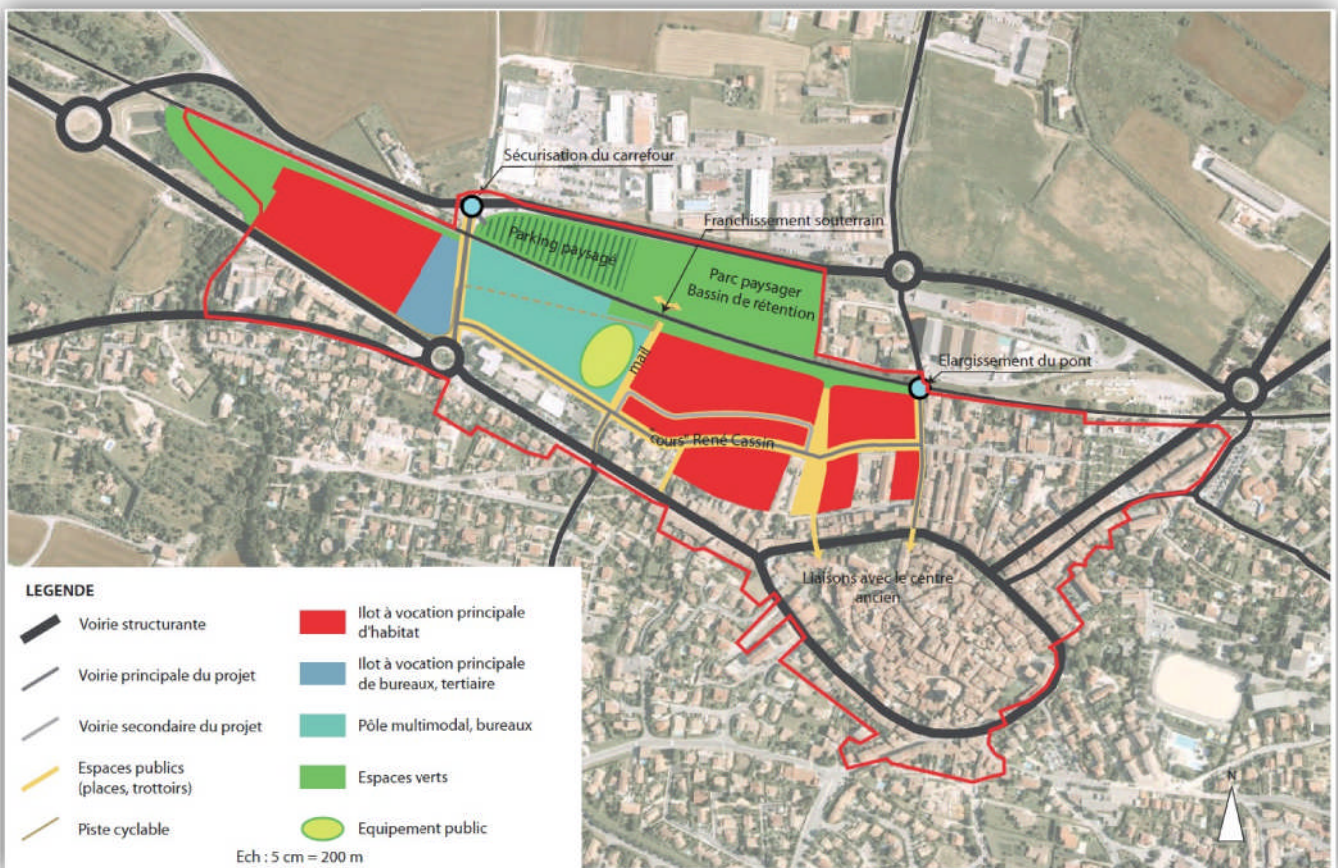 Sécurisation du carrefour
Franchissement souterrain
Parking paysagé
Parc paysager
Bassin de rétention
Elargissement du pont
mail
"cours" René Cassin
Liaisons avec le centre
ancien
LEGENDE
Voirie structurante
Voirie principale du projet
Voirie secondaire du projet
Espaces publics
(places, trottoirs)
Piste cyclable
Ilot à vocation principale
d'habitat
Ilot à vocation principale
de bureaux, tertiaire
Pôle multimodal, bureaux
Espaces verts
Equipement public
Ech : 5 cm = 200 m
N